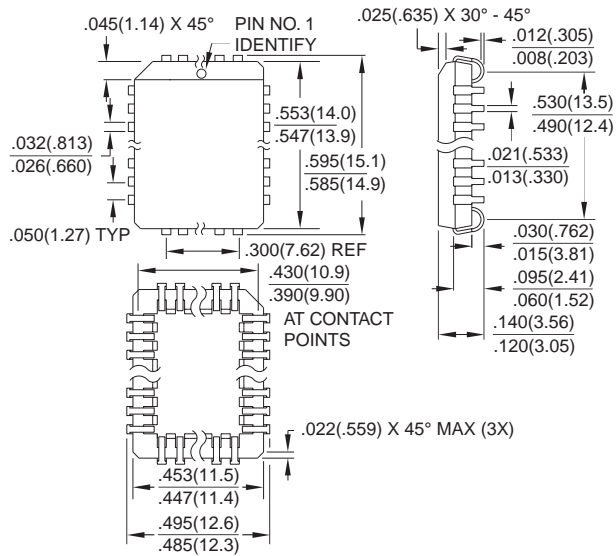 .045(1.14) X 45°
PIN NO. 1
IDENTIFY
.025(.635) X 30° - 45°
.012(.305)
.008(.203)
.553(14.0)
.547(13.9)
.530(13.5)
.490(12.4)
.032(.813)
.026(.660)
.595(15.1)
.585(14.9)
.021(.533)
.013(.330)
.050(1.27) TYP
.300(7.62) REF
.030(.762)
.015(3.81)
.430(10.9)
.390(9.90)
AT CONTACT
POINTS
.095(2.41)
.060(1.52)
.140(3.56)
.120(3.05)
.022(.559) X 45° MAX (3X)
.453(11.5)
.447(11.4)
.495(12.6)
.485(12.3)